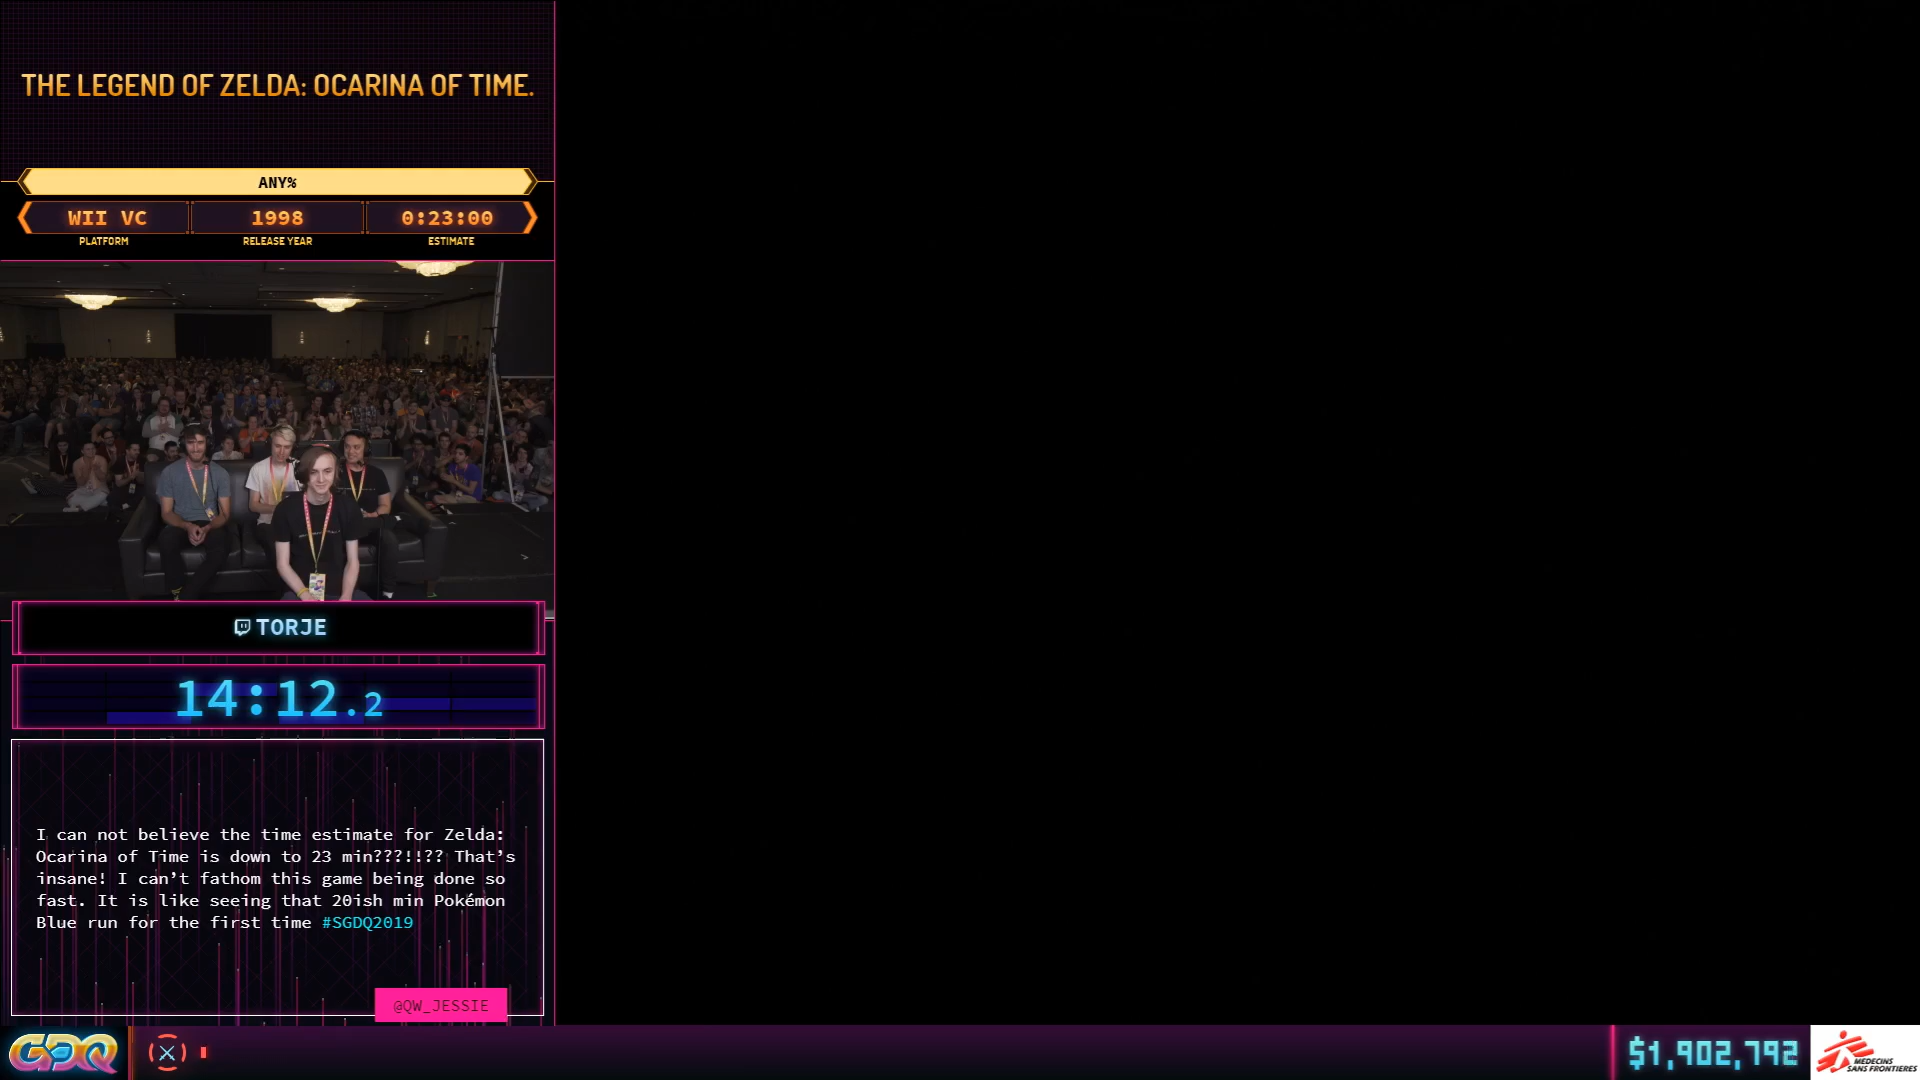 THE LEGEND OF ZELDA: OCARINA OF TIME.
ANY%
WII VC
1998
0:23:00
PLATFORM
RELEASE YEAR
ESTIMATE
TORJE
14:12.2
I can not believe the time estimate for Zelda:
Ocarina of Time is down to 23 min???!!?? That’s
insane! I can’t fathom this game being done so
fast. It is like seeing that 20ish min Pokémon
Blue run for the first time #SGDQ2019
@QW_JESSIE
GDQ
$1,902,792
MEDECINS
SANS FRONTIERES